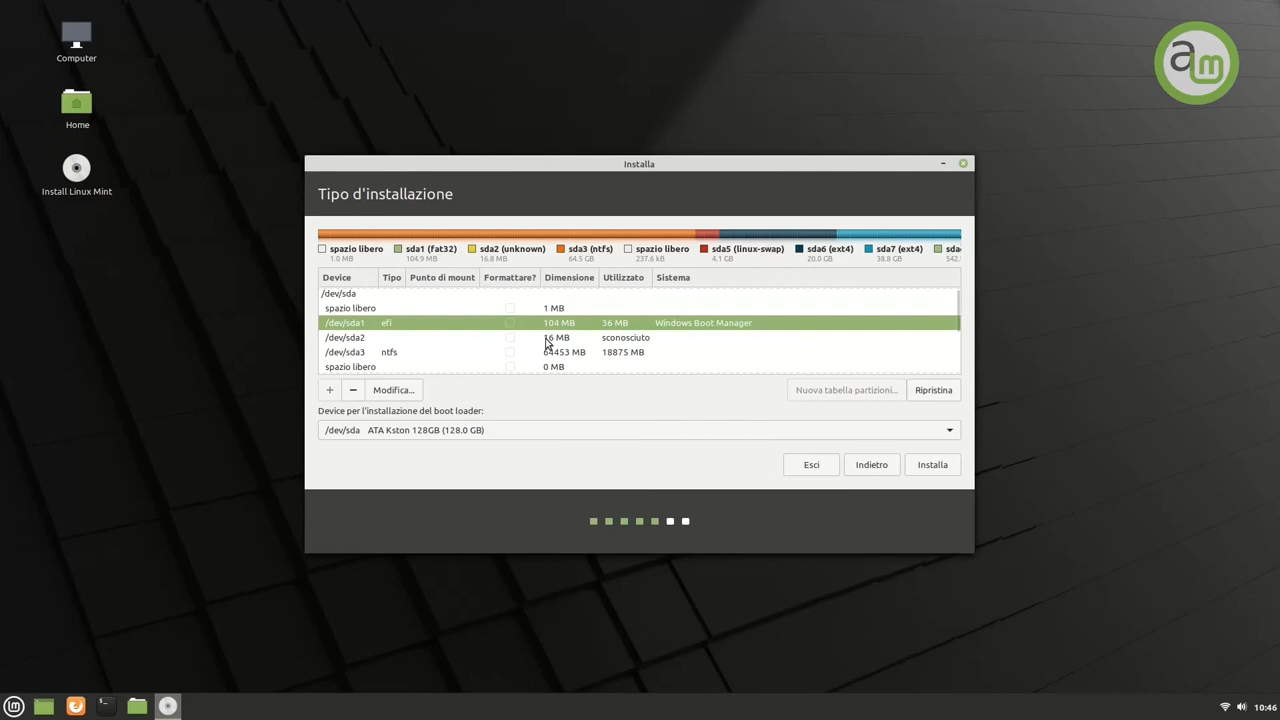 Computer
Home
Install Linux Mint
aLm
Installa
Tipo d'installazione
spazio libero sda1 (fat32) sda2 (unknown) sda3 (ntfs) spazio libero sda5 (linux-swap) sda6 (ext4) sda7 (ext4) sda
1.0 MB 104.9 MB 16.8 MB 64.5 GB 237.6 kB 4.1 GB 20.0 GB 38.8 GB 542.
Device Tipo Punto di mount Formattare? Dimensione Utilizzato Sistema
/dev/sda
spazio libero 1 MB
/dev/sda1 efi 104 MB 36 MB Windows Boot Manager
/dev/sda2 16 MB sconosciuto
/dev/sda3 ntfs 64453 MB 18875 MB
spazio libero 0 MB
+ − Modifica... Nuova tabella partizioni... Ripristina
Device per l'installazione del boot loader:
/dev/sda ATA Kston 128GB (128.0 GB)
Esci Indietro Installa
10:46